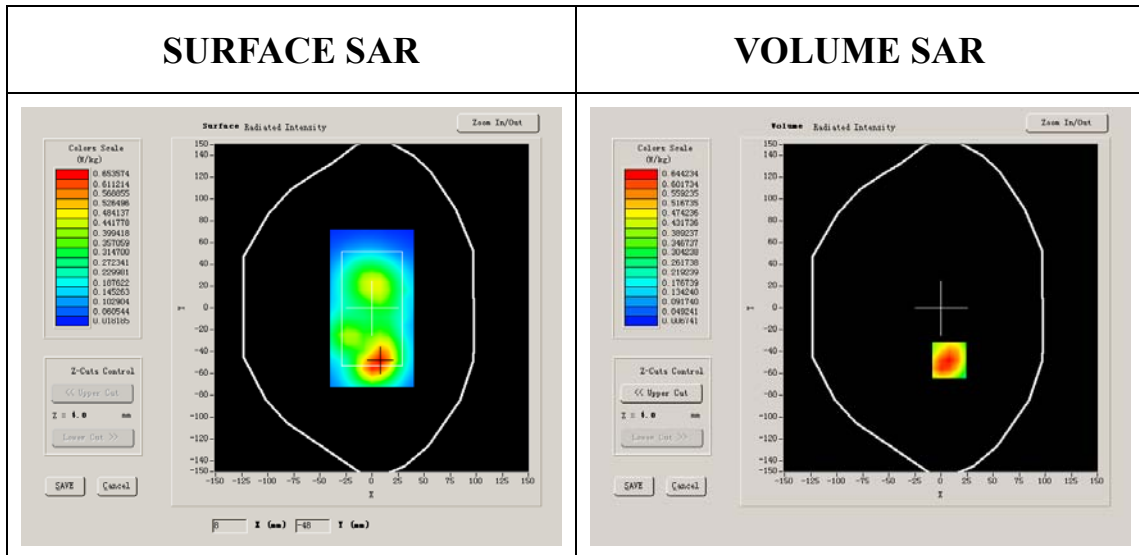 SURFACE SAR
VOLUME SAR
Surface Radiated Intensity
Zoom In/Out
Colors Scale
(W/kg)
0.653574
0.611214
0.568855
0.526496
0.484137
0.441778
0.399418
0.357059
0.314700
0.272341
0.229981
0.187622
0.145263
0.102904
0.060544
0.018185
150
140
120
100
80
60
40
20
0
-20
-40
-60
-80
-100
-120
-140
-150
Y
-150 -125 -100 -75 -50 -25 0 25 50 75 100 125 150
X
Z-Cuts Control
<< Upper Cut
Z = 4.0 mm
Lower Cut >>
SAVE Cancel
8 X (mm) -48 Y (mm)
Volume Radiated Intensity
Zoom In/Out
Colors Scale
(W/kg)
0.644234
0.601734
0.559235
0.516735
0.474236
0.431736
0.389237
0.346737
0.304238
0.261738
0.219239
0.176739
0.134240
0.091740
0.049241
0.006741
150
140
120
100
80
60
40
20
0
-20
-40
-60
-80
-100
-120
-140
-150
Y
-150 -125 -100 -75 -50 -25 0 25 50 75 100 125 150
X
Z-Cuts Control
<< Upper Cut
Z = 4.0 mm
Lower Cut >>
SAVE Cancel